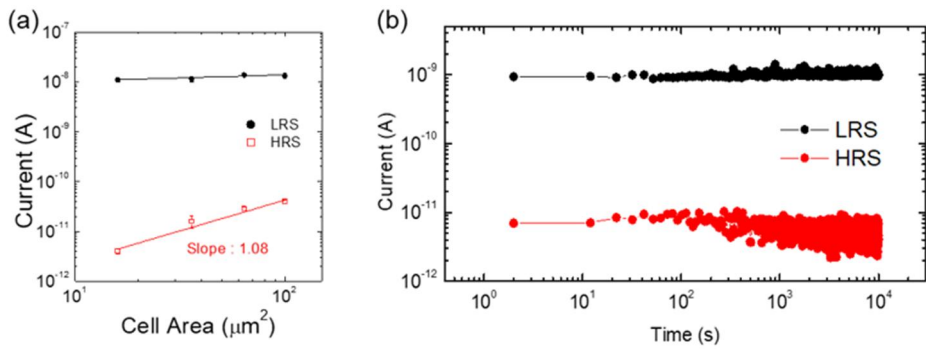 (a)
10⁻⁷
10⁻⁸
10⁻⁹
10⁻¹⁰
10⁻¹¹
10⁻¹²
Current (A)
LRS
HRS
Slope : 1.08
10¹
10²
Cell Area (μm²)
(b)
10⁻⁸
10⁻⁹
10⁻¹⁰
10⁻¹¹
10⁻¹²
Current (A)
LRS
HRS
10⁰
10¹
10²
10³
10⁴
Time (s)